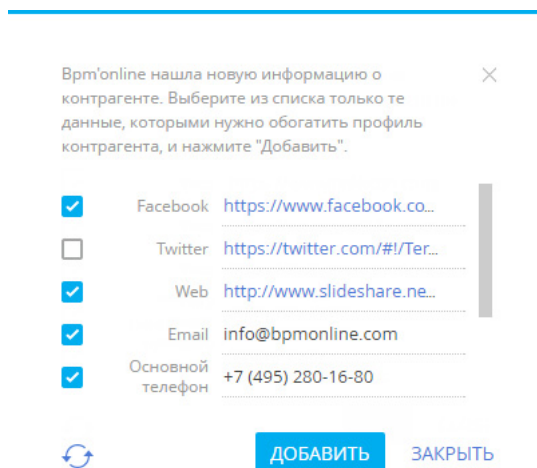 Bpm'online нашла новую информацию о
контрагенте. Выберите из списка только те
данные, которыми нужно обогатить профиль
контрагента, и нажмите "Добавить".
Facebook https://www.facebook.co...
Twitter https://twitter.com/#!/Ter...
Web http://www.slideshare.ne...
Email info@bpmonline.com
Основной
телефон +7 (495) 280-16-80
ДОБАВИТЬ ЗАКРЫТЬ